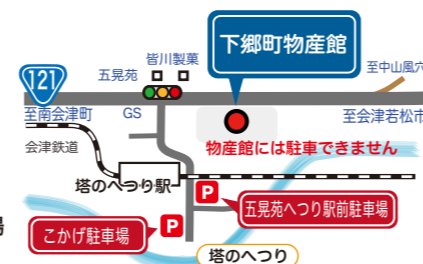 下郷町物産館
皆川製菓
五晃苑
至中山風穴
121
至南会津町
GS
至会津若松市
会津鉄道
物産館には駐車できません
塔のへつり駅
P
五晃苑へつり駅前駐車場
こかげ駐車場
P
場
塔のへつり